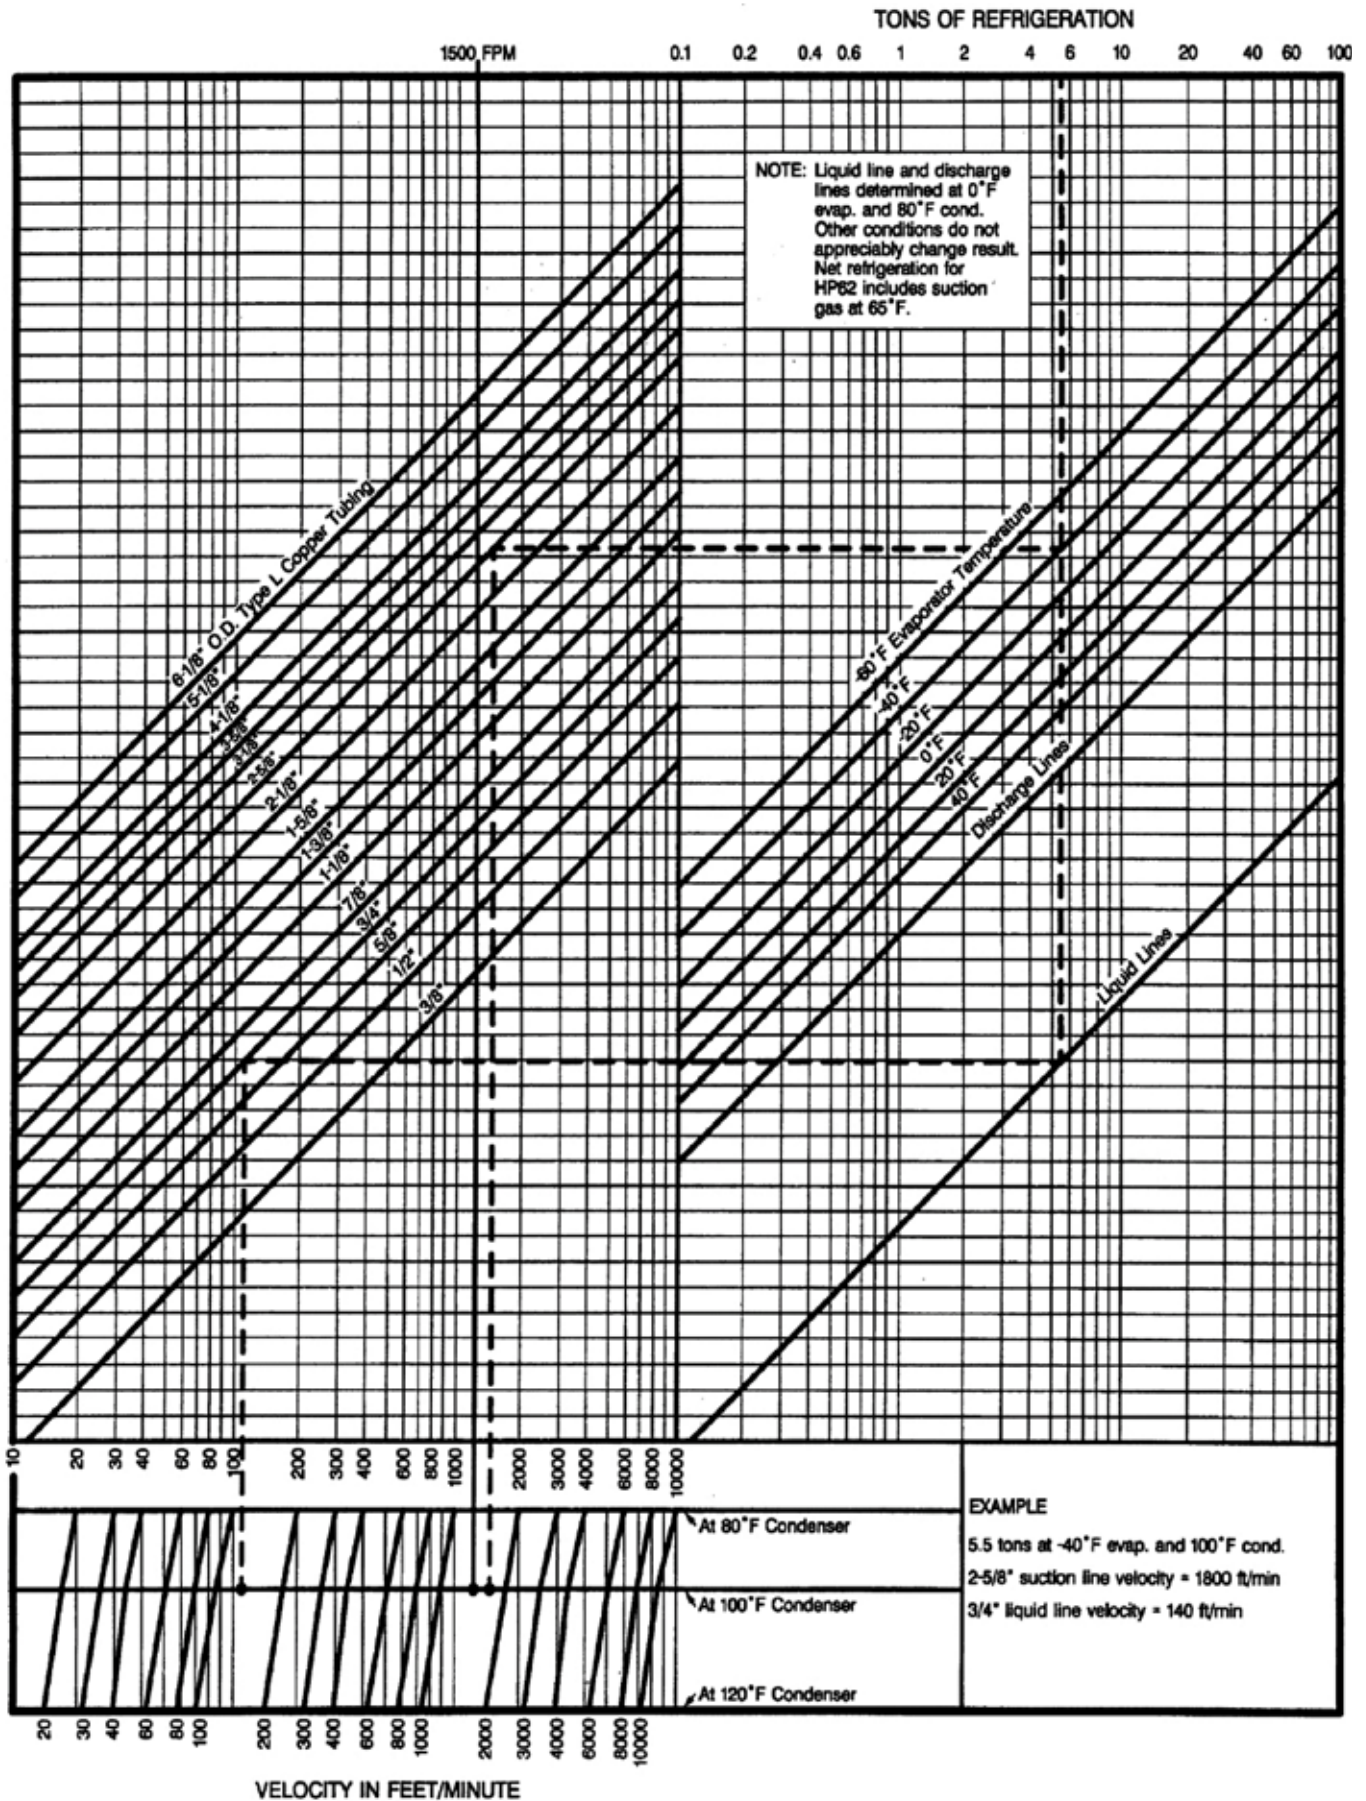 TONS OF REFRIGERATION
1500 FPM 0.1 0.2 0.4 0.6 1 2 4 6 10 20 40 60 100
NOTE: Liquid line and discharge
lines determined at 0°F
evap. and 80°F cond.
Other conditions do not
appreciably change result.
Net refrigeration for
HP62 includes suction
gas at 65°F.
6-1/8" O.D. Type L Copper Tubing
5-1/8"
4-1/8"
3-5/8"
3-1/8"
2-5/8"
2-1/8"
1-5/8"
1-3/8"
1-1/8"
7/8"
3/4"
5/8"
1/2"
3/8"
-60°F Evaporator Temperature
-40°F
-20°F
0°F
20°F
40°F
Discharge Lines
Liquid Lines
10 20 30 40 60 80 100 200 300 400 600 800 1000 2000 3000 4000 6000 8000 10000
At 80°F Condenser
At 100°F Condenser
At 120°F Condenser
EXAMPLE
5.5 tons at -40°F evap. and 100°F cond.
2-5/8" suction line velocity = 1800 ft/min
3/4" liquid line velocity = 140 ft/min
20 30 40 60 80 100 200 300 400 600 800 1000 2000 3000 4000 6000 8000 10000
VELOCITY IN FEET/MINUTE